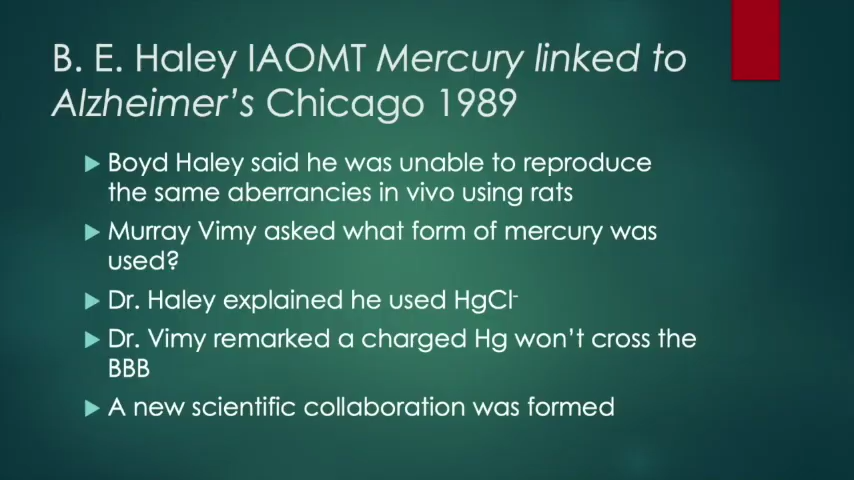 B. E. Haley IAOMT Mercury linked to
Alzheimer's Chicago 1989
Boyd Haley said he was unable to reproduce
the same aberrancies in vivo using rats
Murray Vimy asked what form of mercury was
used?
Dr. Haley explained he used HgCl⁻
Dr. Vimy remarked a charged Hg won't cross the
BBB
A new scientific collaboration was formed